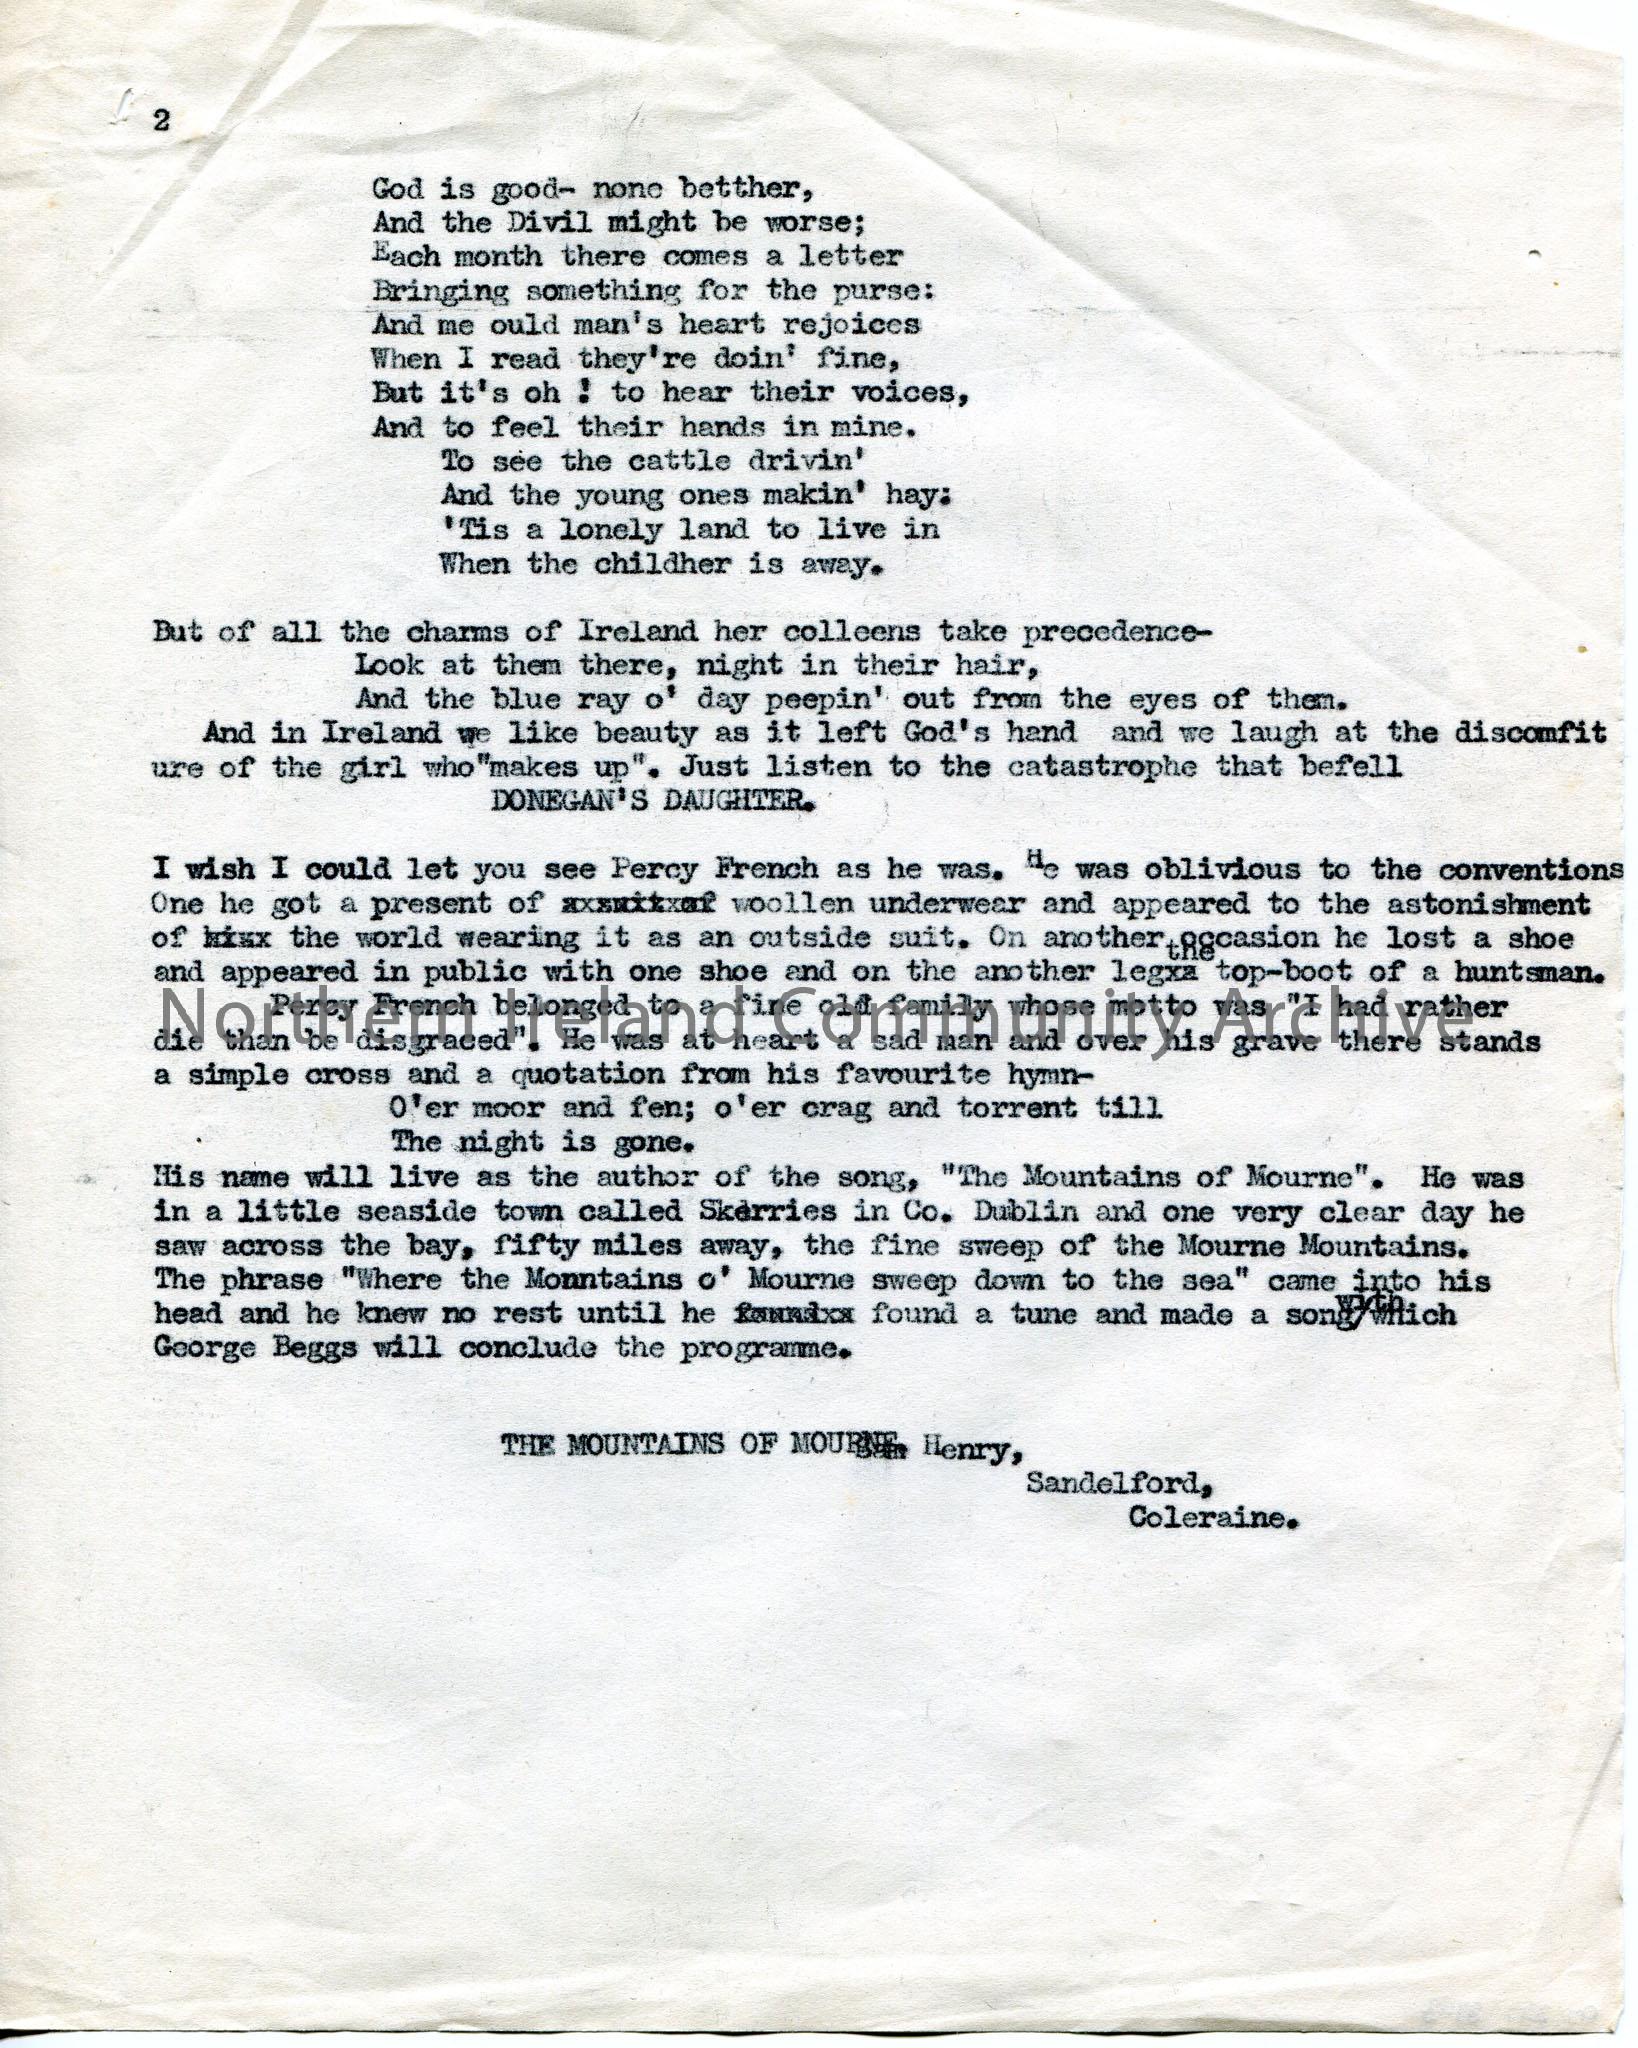 2
God is good- none betther,
And the Divil might be worse;
Each month there comes a letter
Bringing something for the purse:
And me ould man's heart rejoices
When I read they're doin' fine,
But it's oh ! to hear their voices,
And to feel their hands in mine.
To see the cattle drivin'
And the young ones makin' hay:
'Tis a lonely land to live in
When the childher is away.
But of all the charms of Ireland her colleens take precedence-
Look at them there, night in their hair,
And the blue ray o' day peepin' out from the eyes of them.
And in Ireland we like beauty as it left God's hand and we laugh at the discomfit
ure of the girl who"makes up". Just listen to the catastrophe that befell
DONEGAN'S DAUGHTER.
I wish I could let you see Percy French as he was. He was oblivious to the conventions
One he got a present of woollen underwear and appeared to the astonishment
of the world wearing it as an outside suit. On another occasion he lost a shoe
the
and appeared in public with one shoe and on the another leg top-boot of a huntsman.
Percy French belonged to a fine old family whose motto was "I had rather
Northern Ireland Community Archive
die than be disgraced". He was at heart a sad man and over his grave there stands
a simple cross and a quotation from his favourite hymn-
O'er moor and fen; o'er crag and torrent till
The night is gone.
His name will live as the author of the song, "The Mountains of Mourne". He was
in a little seaside town called Skerries in Co. Dublin and one very clear day he
saw across the bay, fifty miles away, the fine sweep of the Mourne Mountains.
The phrase "Where the Monntains o' Mourne sweep down to the sea" came into his
with
head and he knew no rest until he found a tune and made a song/which
George Beggs will conclude the programme.
THE MOUNTAINS OF MOURNE. Henry,
Sandelford,
Coleraine.